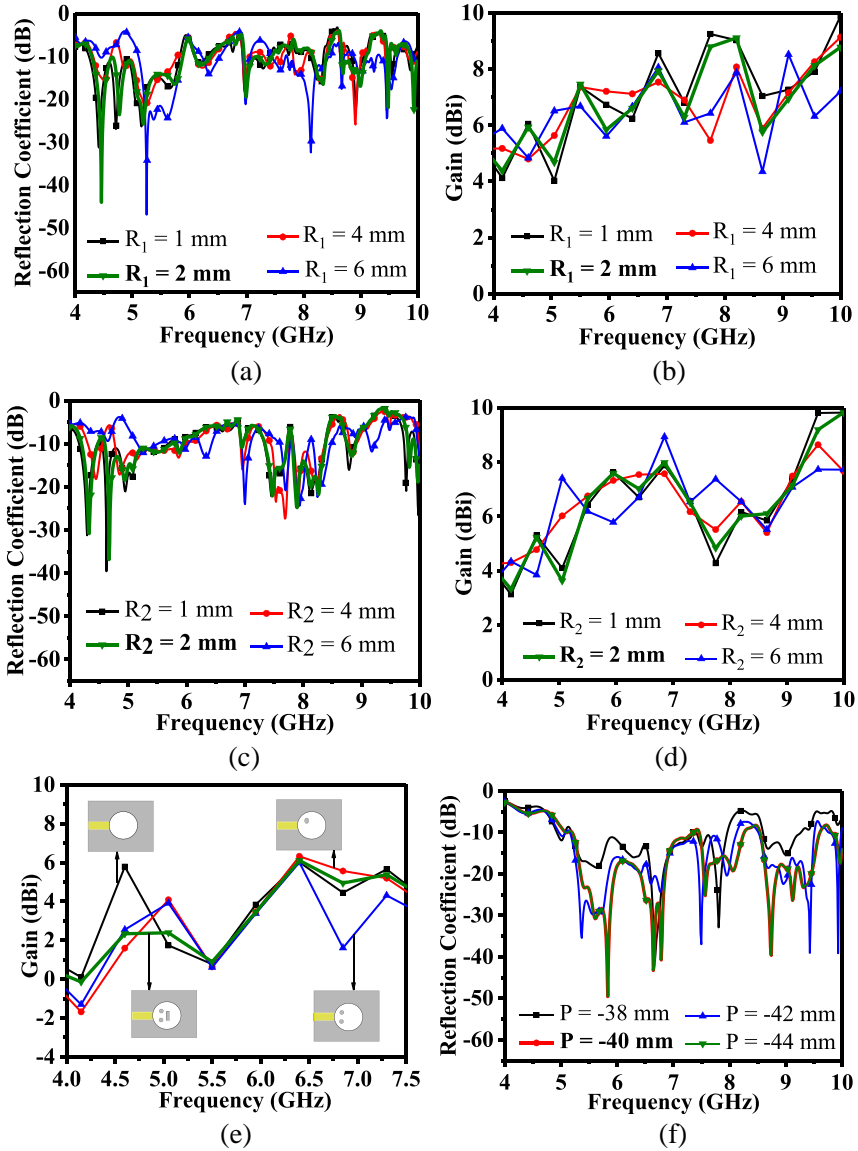 0
-10
-20
-30
-40
-50
-60
Reflection Coefficient (dB)
R1 = 1 mm
R1 = 4 mm
R1 = 2 mm
R1 = 6 mm
4 5 6 7 8 9 10
Frequency (GHz)
(a)
10
8
6
4
2
0
Gain (dBi)
R1 = 1 mm
R1 = 4 mm
R1 = 2 mm
R1 = 6 mm
4 5 6 7 8 9 10
Frequency (GHz)
(b)
0
-10
-20
-30
-40
-50
-60
Reflection Coefficient (dB)
R2 = 1 mm
R2 = 4 mm
R2 = 2 mm
R2 = 6 mm
4 5 6 7 8 9 10
Frequency (GHz)
(c)
10
8
6
4
2
0
Gain (dBi)
R2 = 1 mm
R2 = 4 mm
R2 = 2 mm
R2 = 6 mm
4 5 6 7 8 9 10
Frequency (GHz)
(d)
10
8
6
4
2
0
-2
-4
Gain (dBi)
4.0 4.5 5.0 5.5 6.0 6.5 7.0 7.5
Frequency (GHz)
(e)
0
-10
-20
-30
-40
-50
-60
Reflection Coefficient (dB)
P = -38 mm
P = -42 mm
P = -40 mm
P = -44 mm
4 5 6 7 8 9 10
Frequency (GHz)
(f)